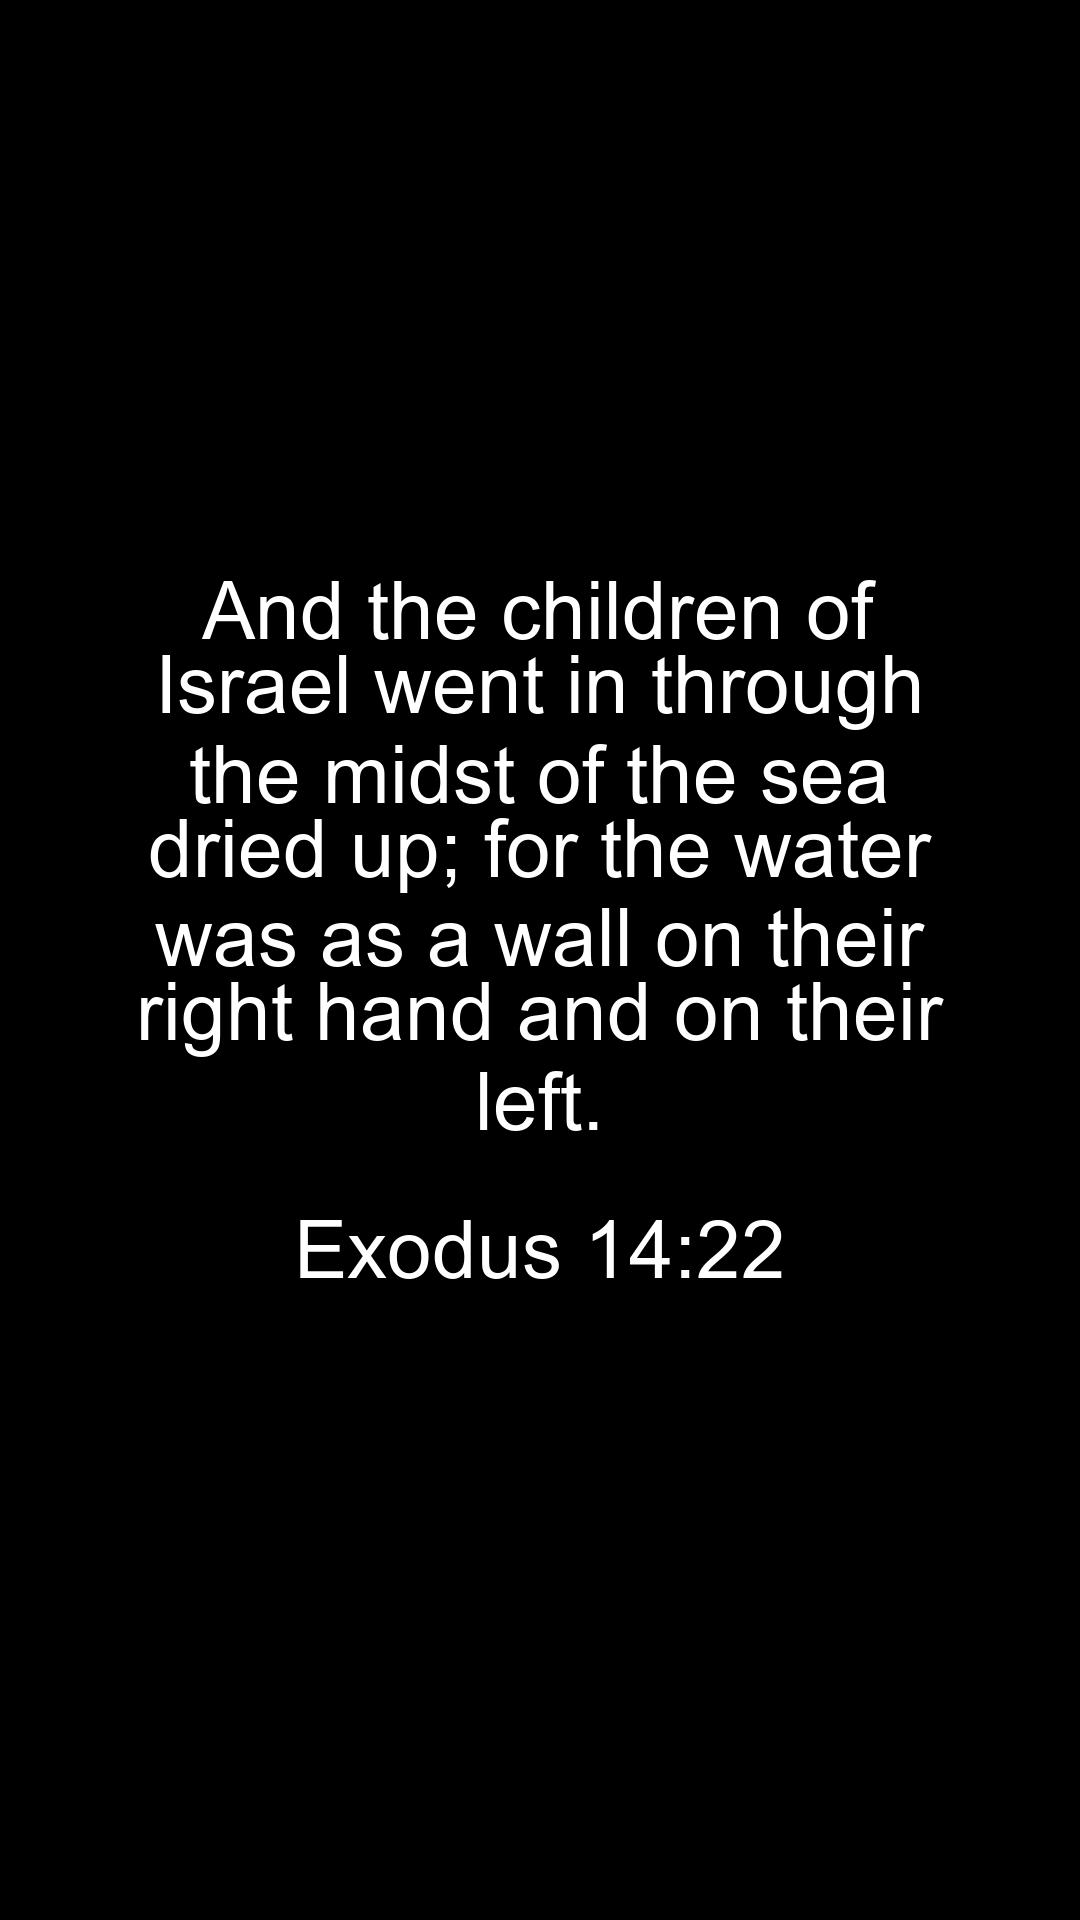 And the children of
Israel went in through
the midst of the sea
dried up; for the water
was as a wall on their
right hand and on their
left.
Exodus 14:22